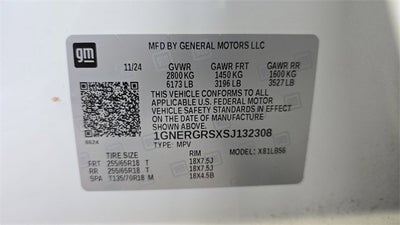 gm
MFD BY GENERAL MOTORS LLC
11/24 GVWR GAWR FRT GAWR RR
2800 KG 1450 KG 1600 KG
6173 LB 3196 LB 3527 LB
THIS VEHICLE CONFORMS TO ALL
APPLICABLE U.S. FEDERAL MOTOR
VEHICLE SAFETY STANDARDS IN EFFECT
ON THE DATE OF MANUFACTURE
SHOWN ABOVE.
1GNERGRSXSJ132308
TYPE: MPV MODEL: X81LB56
TIRE SIZE RIM
FRT 255/65R18 T 18X7.5J
RR 255/65R18 T 18X7.5J
SPA T135/70R18 M 18X4.5B